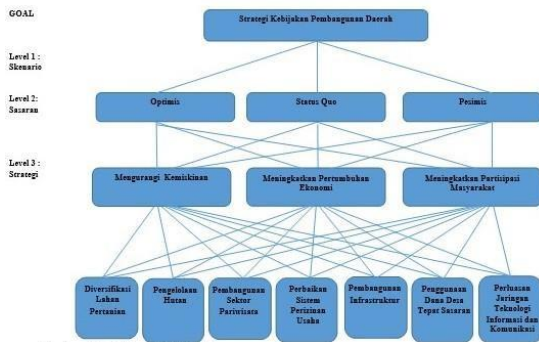 GOAL
Strategi Kebijakan Pembangunan Daerah
Level 1 :
Skenario
Level 2:
Sasaran
Optimis
Status Quo
Pesimis
Level 3 :
Strategi
Mengurangi Kemiskinan
Meningkatkan Pertumbuhan
Ekonomi
Meningkatkan Partisipasi
Masyarakat
Diversifikasi
Lahan
Pertanian
Pengelolaan
Hutan
Pembangunan
Sektor
Pariwisata
Perbaikan
Sistem
Perizinan
Usaha
Pembangunan
Infrastruktur
Penggunaan
Dana Desa
Tepat Sasaran
Perluasan
Jaringan
Teknologi
Informasi dan
Komunikasi